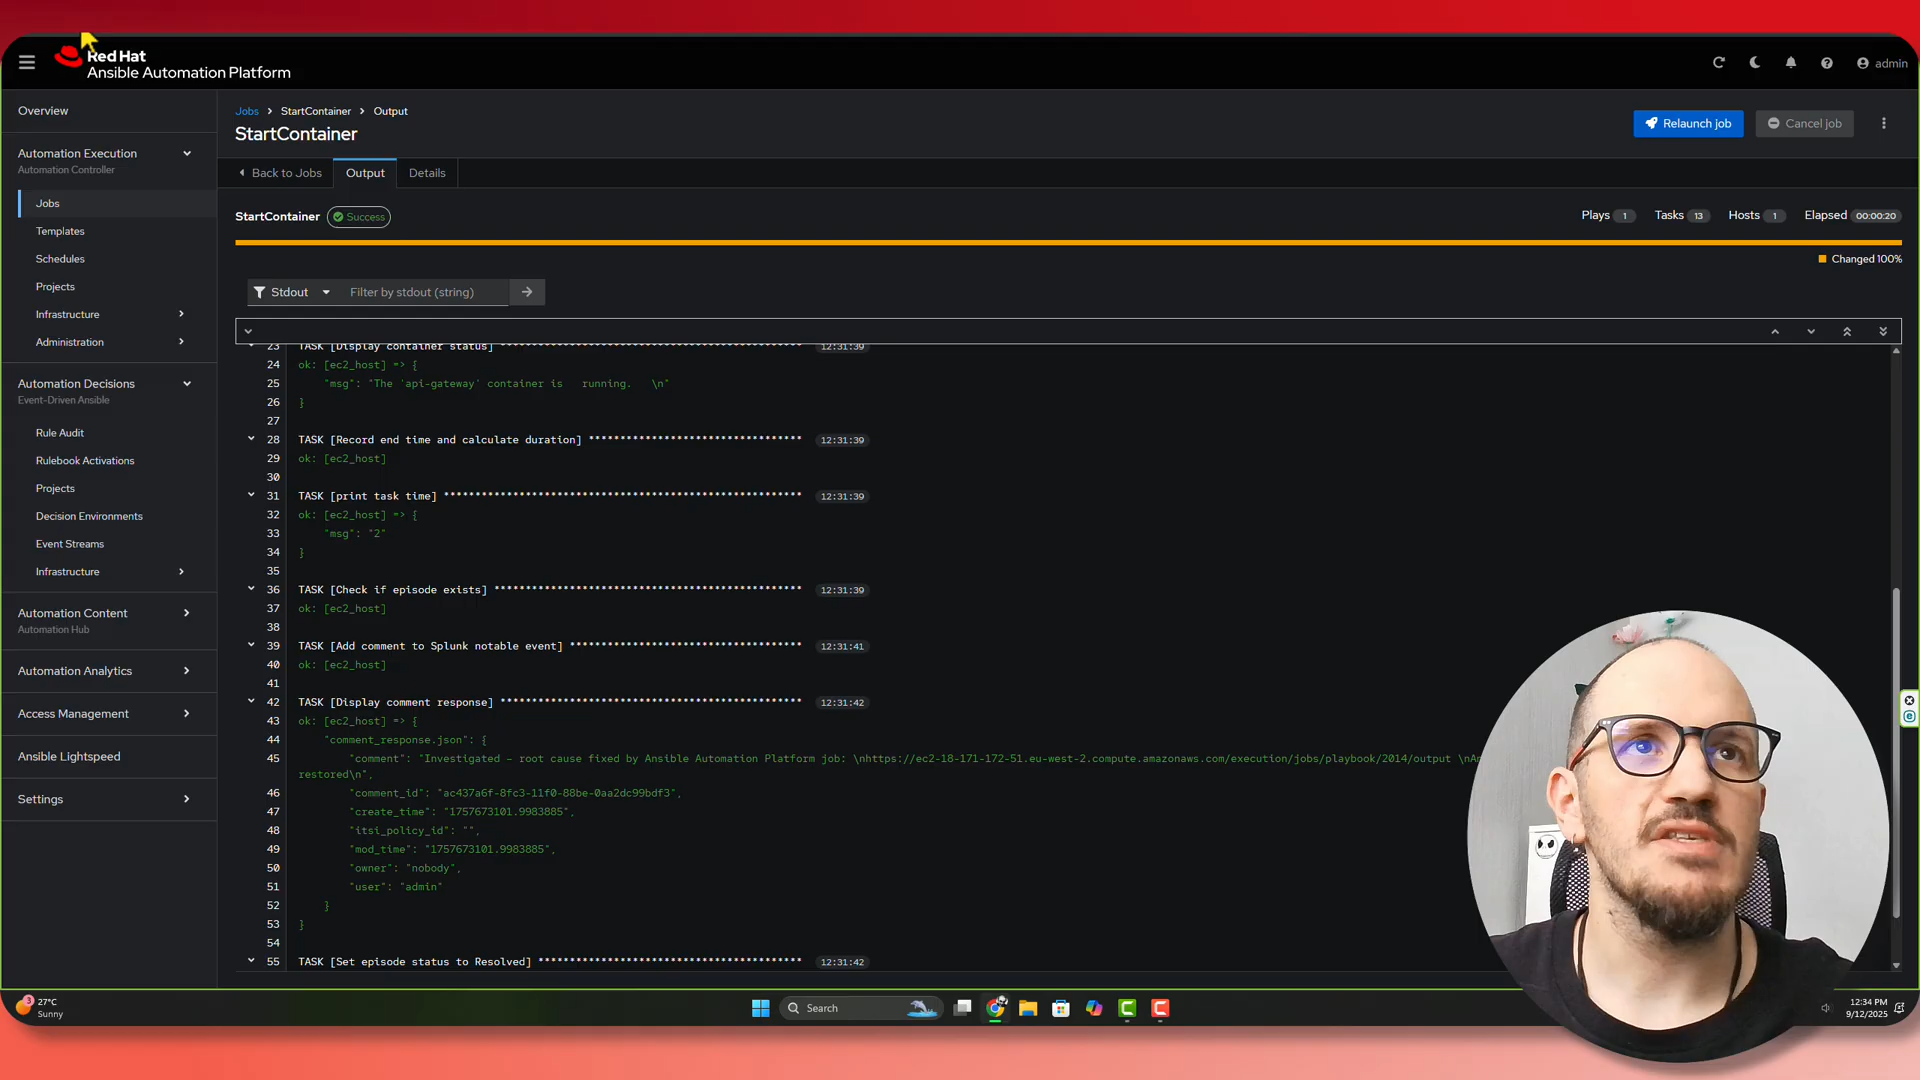 Red Hat
Ansible Automation Platform
admin
Overview
Automation Execution
Automation Controller
Jobs
Templates
Schedules
Projects
Infrastructure
Administration
Automation Decisions
Event-Driven Ansible
Rule Audit
Rulebook Activations
Projects
Decision Environments
Event Streams
Infrastructure
Automation Content
Automation Hub
Automation Analytics
Access Management
Ansible Lightspeed
Settings
Jobs > StartContainer > Output
StartContainer
Relaunch job
Cancel job
Back to Jobs
Output
Details
StartContainer Success
Plays 1 Tasks 13 Hosts 1 Elapsed 00:00:20
Changed 100%
Stdout
Filter by stdout (string)
23 TASK [Display container status] ************************************************* 12:31:39
24 ok: [ec2_host] => {
25 "msg": "The 'api-gateway' container is   running.   \n"
26 }
27
28 TASK [Record end time and calculate duration] ********************************** 12:31:39
29 ok: [ec2_host]
30
31 TASK [print task time] ********************************************************* 12:31:39
32 ok: [ec2_host] => {
33 "msg": "2"
34 }
35
36 TASK [Check if episode exists] ************************************************* 12:31:39
37 ok: [ec2_host]
38
39 TASK [Add comment to Splunk notable event] ************************************* 12:31:41
40 ok: [ec2_host]
41
42 TASK [Display comment response] ************************************************ 12:31:42
43 ok: [ec2_host] => {
44 "comment_response.json": {
45 "comment": "Investigated – root cause fixed by Ansible Automation Platform job: \nhttps://ec2-18-171-172-51.eu-west-2.compute.amazonaws.com/execution/jobs/playbook/2014/output \nA
restored\n",
46 "comment_id": "ac437a6f-8fc3-11f0-88be-0aa2dc99bdf3",
47 "create_time": "1757673101.9983885",
48 "itsi_policy_id": "",
49 "mod_time": "1757673101.9983885",
50 "owner": "nobody",
51 "user": "admin"
52 }
53 }
54
55 TASK [Set episode status to Resolved] ****************************************** 12:31:42
3
27°C
Sunny
Search
12:34 PM
9/12/2025